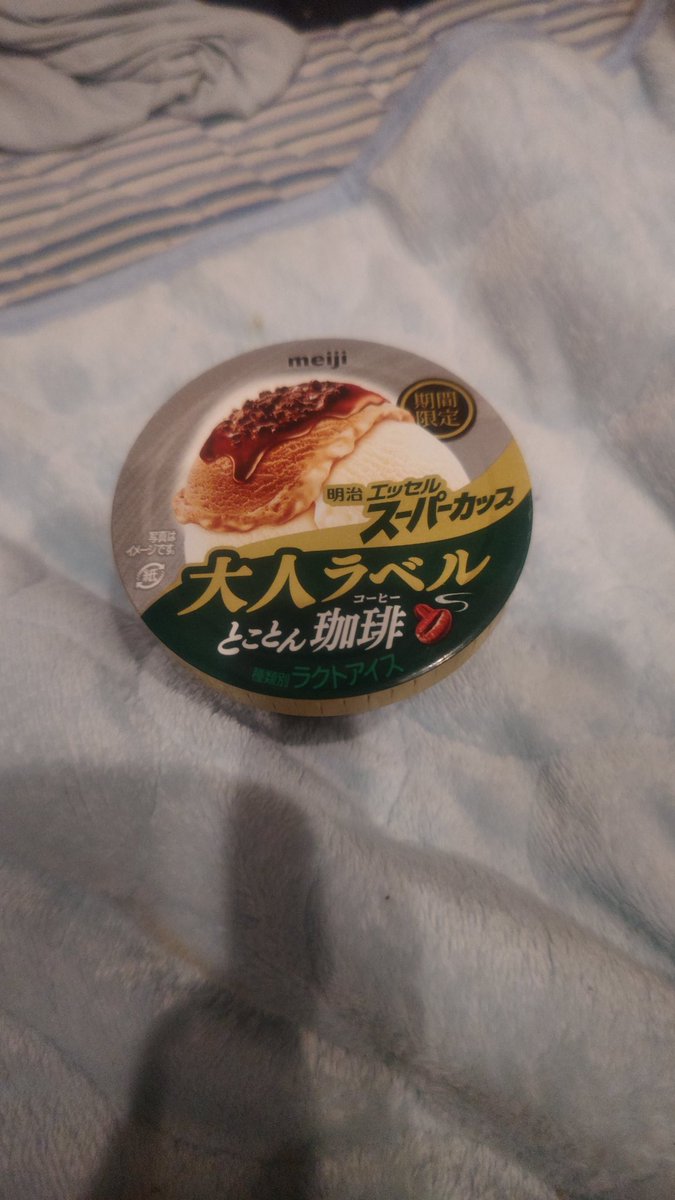 meiji
期間
限定
明治 エッセル
スーパーカップ
写真は
イメージです。
紙
大人ラベル
コーヒー
とことん 珈琲
種類別 ラクトアイス